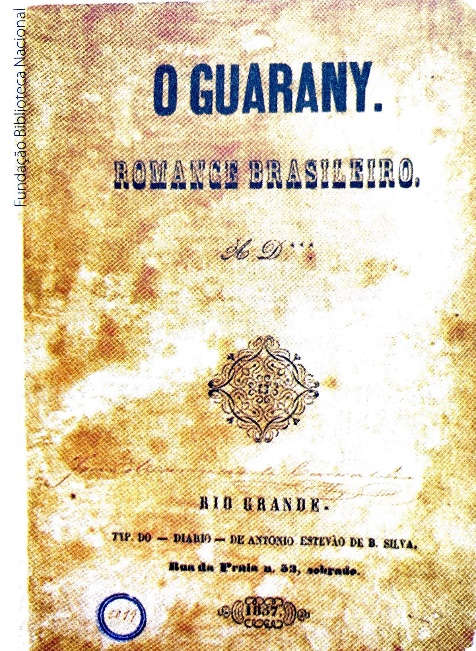 Fundação Biblioteca Nacional
O GUARANY.
ROMANCE BRASILEIRO.
A D***
RIO GRANDE.
TYP. DO — DIARIO — DE ANTONIO ESTEVÃO DE B. SILVA,
Rua da Praia n. 53, sobrado.
1857.